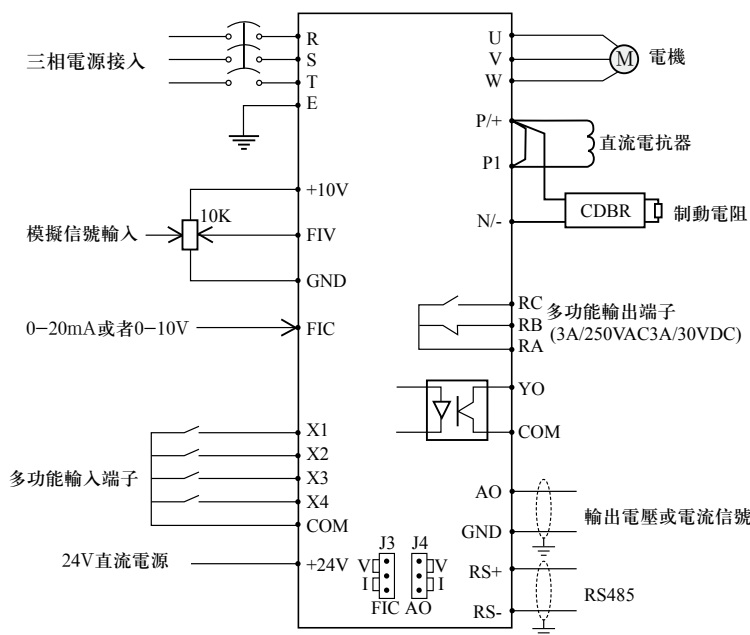 三相電源接入
R
S
T
E
U
V
W
M
電機
P/+
P1
直流電抗器
N/-
CDBR
制動電阻
+10V
10K
模擬信號輸入
FIV
GND
0–20mA或者0–10V
FIC
RC
RB
RA
多功能輸出端子
(3A/250VAC3A/30VDC)
YO
COM
X1
X2
X3
X4
COM
多功能輸入端子
24V直流電源
+24V
J3
J4
V
V
I
I
FIC
AO
AO
GND
輸出電壓或電流信號
RS+
RS-
RS485